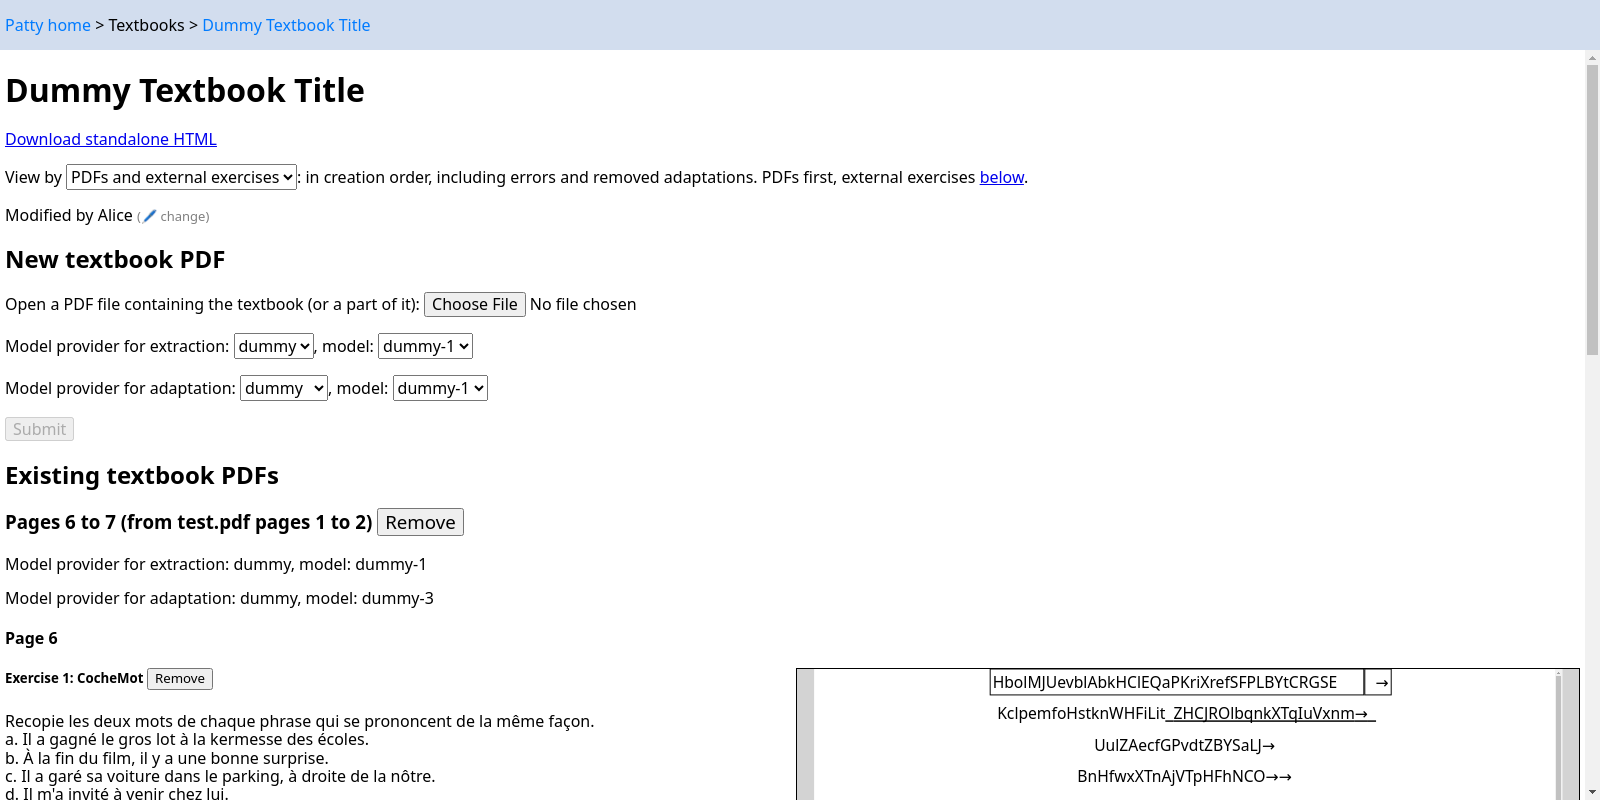 Patty home > Textbooks > Dummy Textbook Title
Dummy Textbook Title
Download standalone HTML
View by PDFs and external exercises: in creation order, including errors and removed adaptations. PDFs first, external exercises below.
Modified by Alice (🖊️ change)
New textbook PDF
Open a PDF file containing the textbook (or a part of it): Choose File No file chosen
Model provider for extraction: dummy, model: dummy-1
Model provider for adaptation: dummy, model: dummy-1
Submit
Existing textbook PDFs
Pages 6 to 7 (from test.pdf pages 1 to 2) Remove
Model provider for extraction: dummy, model: dummy-1
Model provider for adaptation: dummy, model: dummy-3
Page 6
Exercise 1: CocheMot Remove
Recopie les deux mots de chaque phrase qui se prononcent de la même façon.
a. Il a gagné le gros lot à la kermesse des écoles.
b. À la fin du film, il y a une bonne surprise.
c. Il a garé sa voiture dans le parking, à droite de la nôtre.
d. Il m'a invité à venir chez lui.
→
UulZAecfGPvdtZBYSaLJ→
BnHfwxXTnAjVTpHFhNCO→→